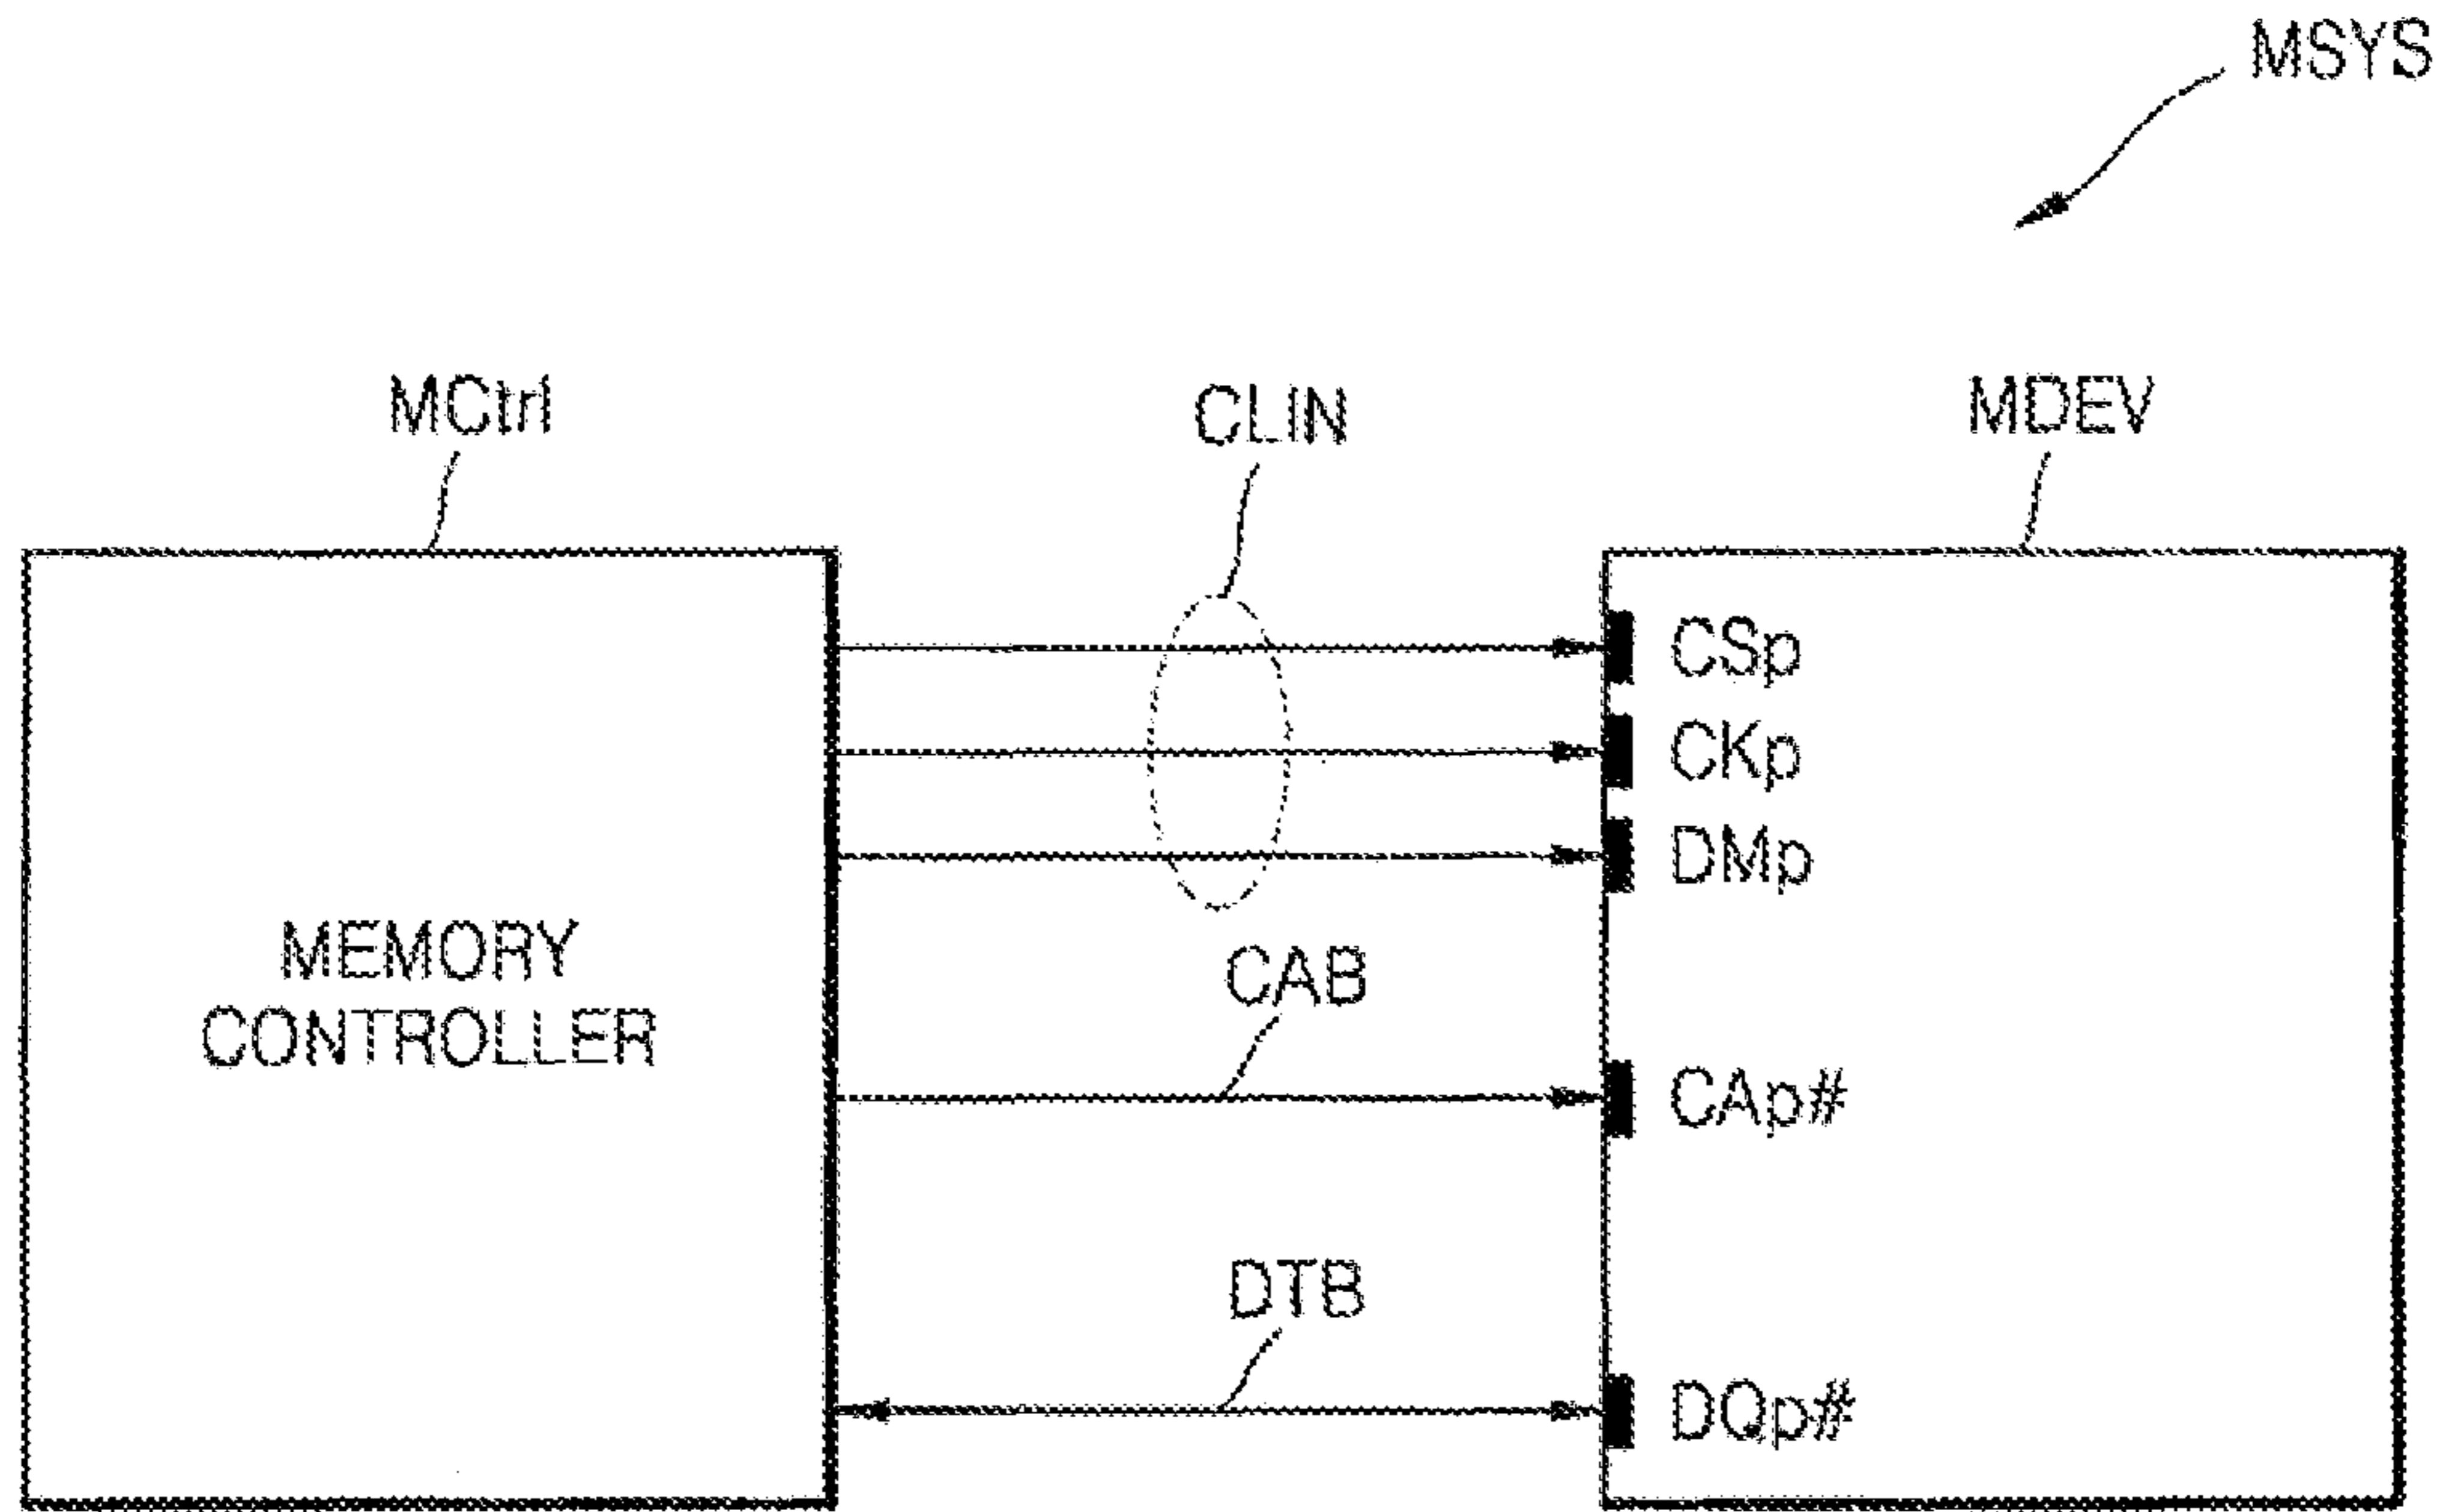 MSYS
MCtrl
CLIN
MDEV
CSp
CKp
DMp
MEMORY
CONTROLLER
CAB
CAp#
DTB
DQp#